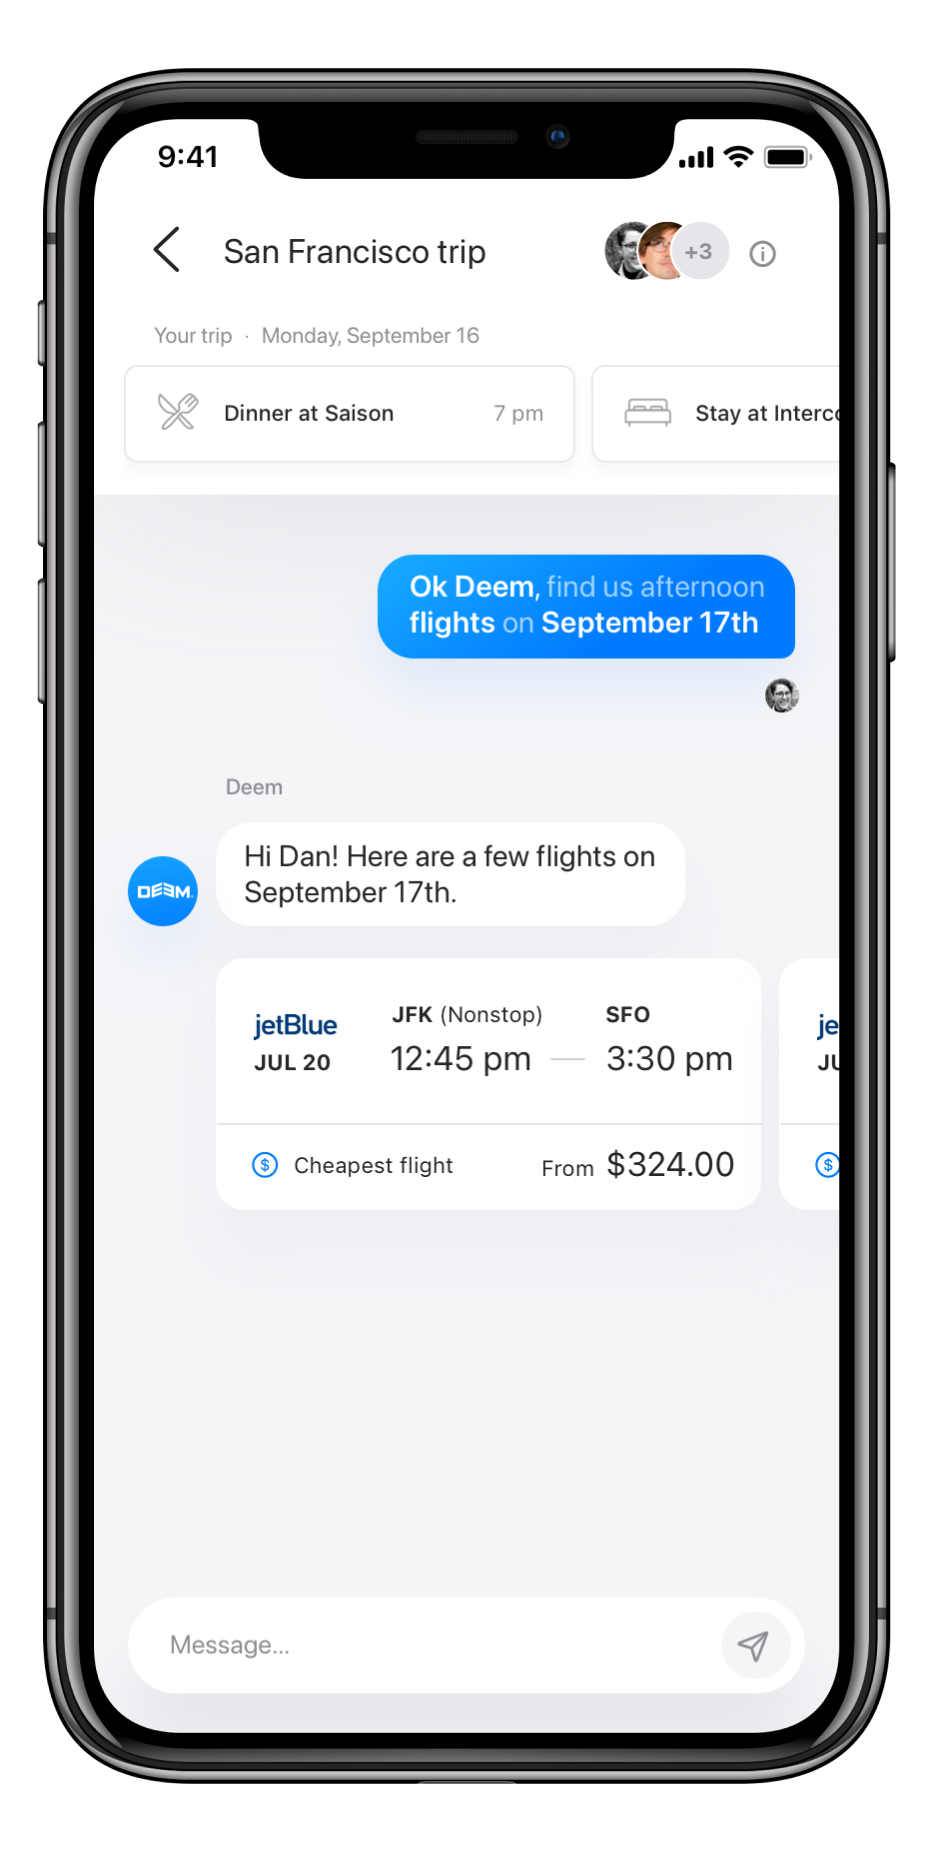 9:41
San Francisco trip
+3
Your trip · Monday, September 16
Dinner at Saison 7 pm
Stay at Interco
Ok Deem, find us afternoon
flights on September 17th
Deem
Hi Dan! Here are a few flights on
September 17th.
DEEM
jetBlue
JUL 20
JFK (Nonstop)
12:45 pm —
SFO
3:30 pm
Cheapest flight
From $324.00
je
JU
Message...